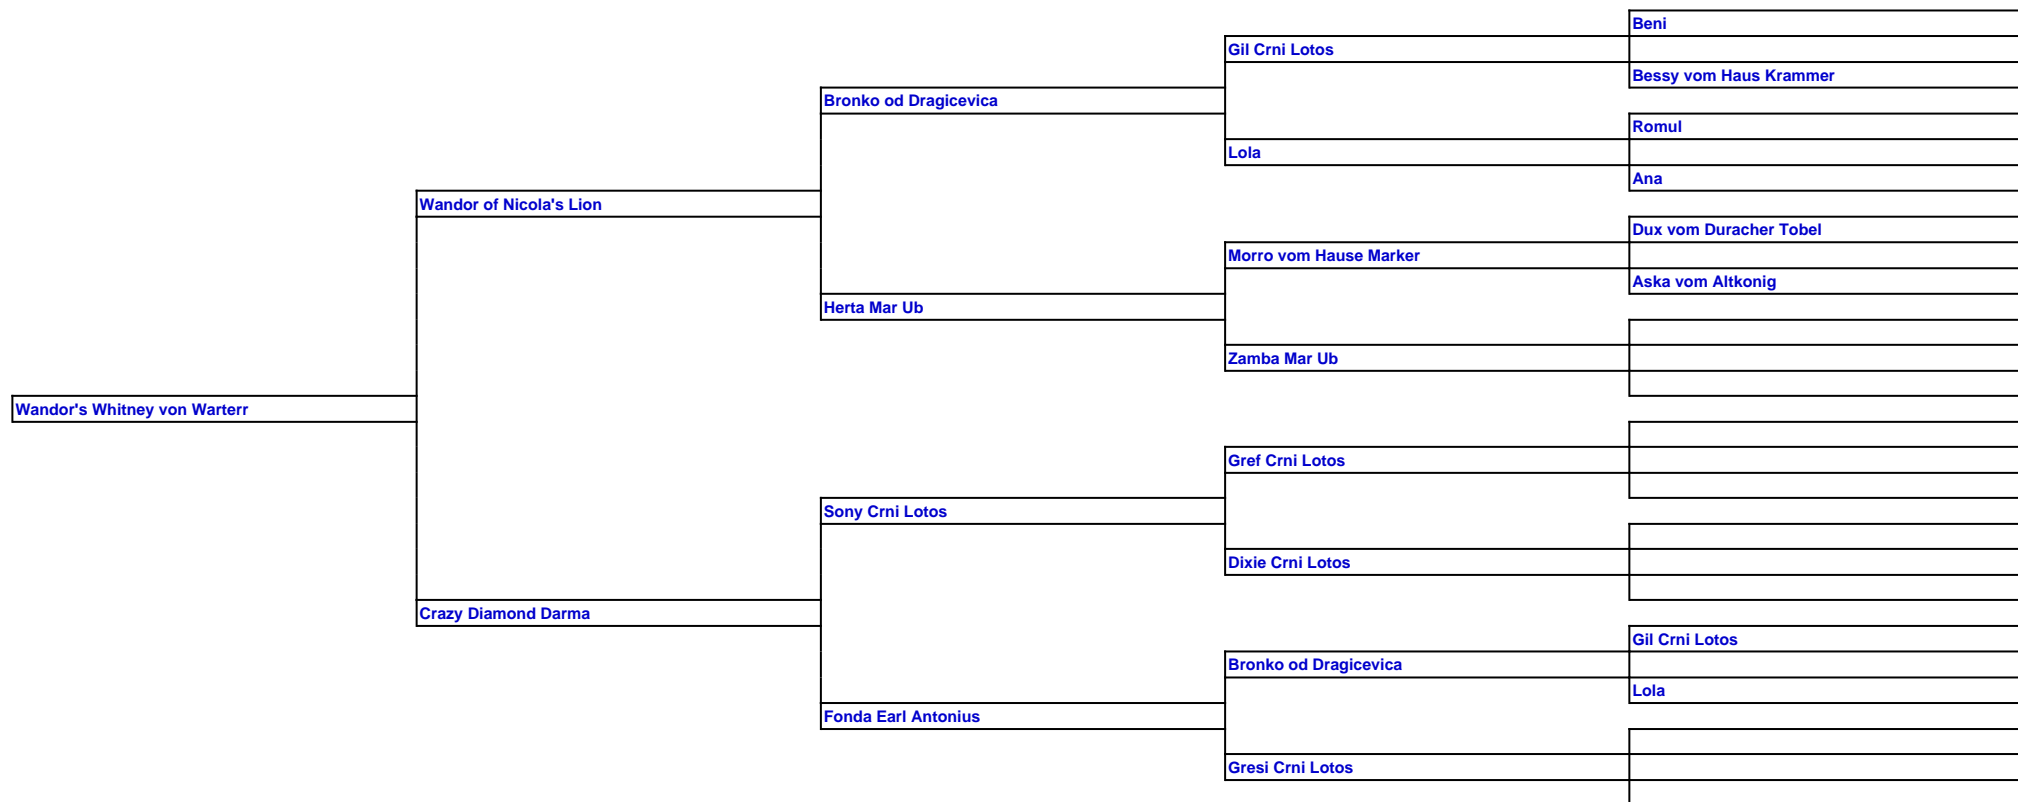 Beni
Gil Crni Lotos
Bessy vom Haus Krammer
Bronko od Dragicevica
Romul
Lola
Ana
Wandor of Nicola's Lion
Dux vom Duracher Tobel
Morro vom Hause Marker
Aska vom Altkonig
Herta Mar Ub
Zamba Mar Ub
Wandor's Whitney von Warterr
Gref Crni Lotos
Sony Crni Lotos
Dixie Crni Lotos
Crazy Diamond Darma
Gil Crni Lotos
Bronko od Dragicevica
Lola
Fonda Earl Antonius
Gresi Crni Lotos